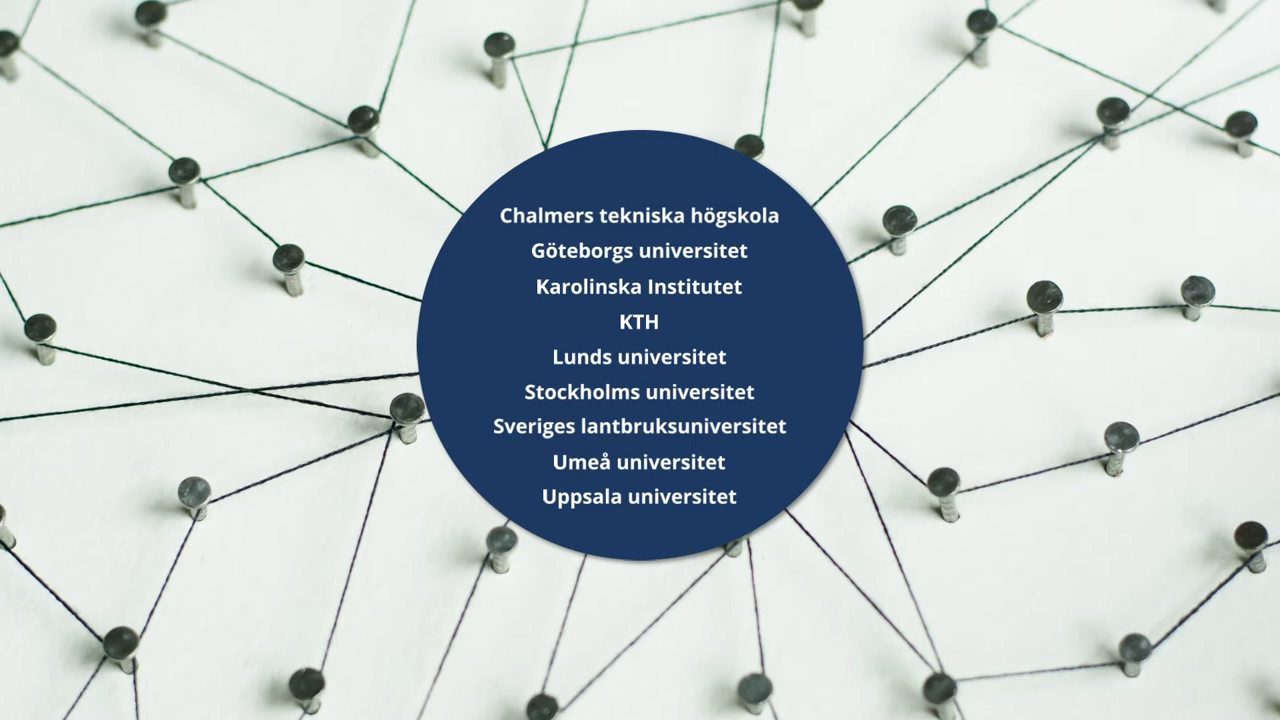 Chalmers tekniska högskola
Göteborgs universitet
Karolinska Institutet
KTH
Lunds universitet
Stockholms universitet
Sveriges lantbruksuniversitet
Umeå universitet
Uppsala universitet